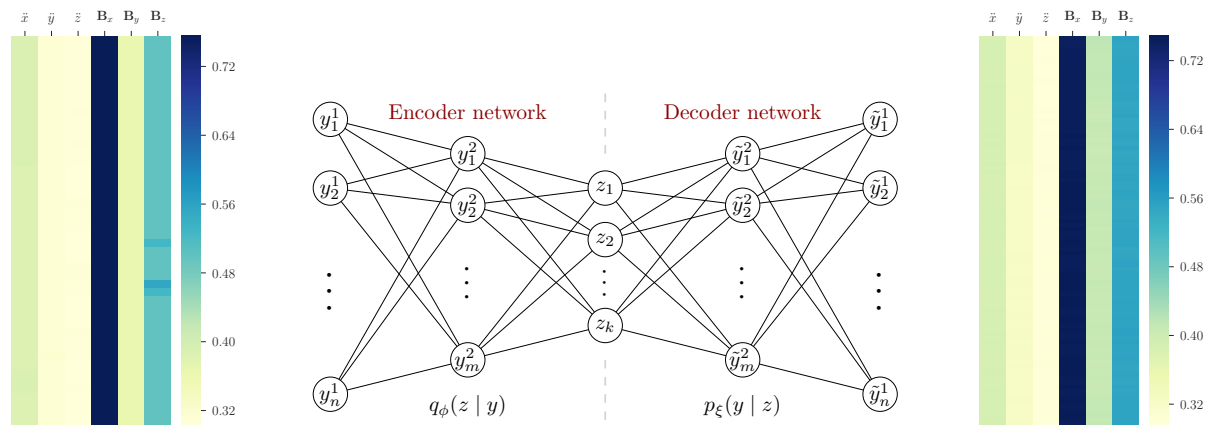 ẍ ÿ z̈ B_x B_y B_z
0.72
0.64
0.56
0.48
0.40
0.32
Encoder network
Decoder network
y_1^1
y_2^1
⋮
y_n^1
y_1^2
y_2^2
⋮
y_m^2
z_1
z_2
⋮
z_k
ỹ_1^2
ỹ_2^2
⋮
ỹ_m^2
ỹ_1^1
ỹ_2^1
⋮
ỹ_n^1
q_ϕ(z | y)
p_ξ(y | z)
ẍ ÿ z̈ B_x B_y B_z
0.72
0.64
0.56
0.48
0.40
0.32